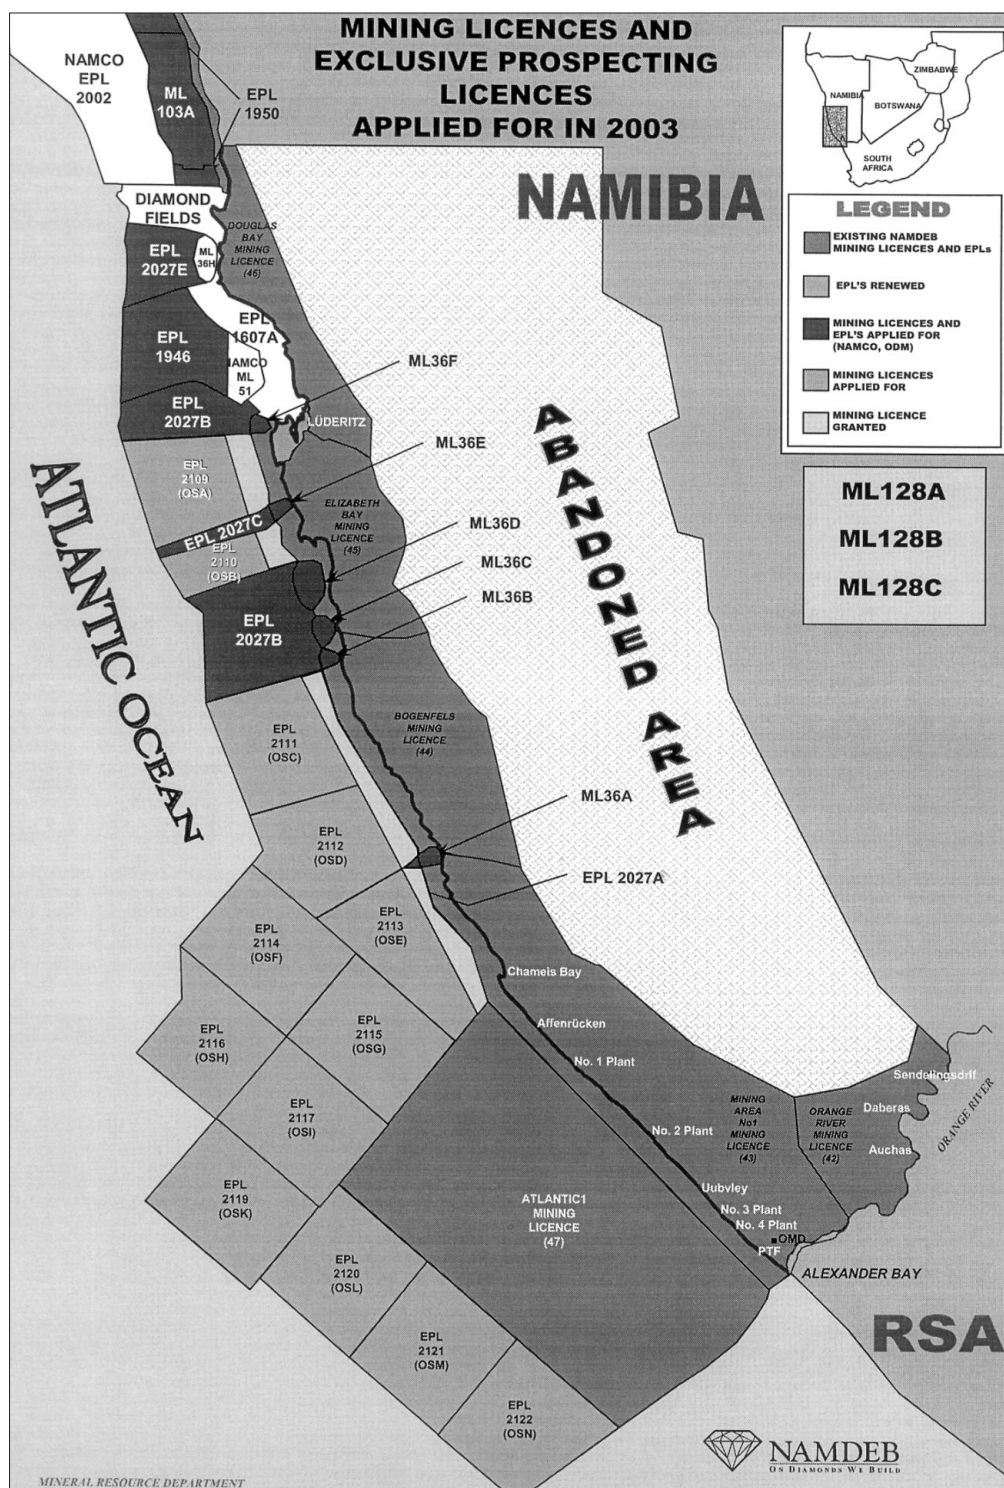 MINING LICENCES AND
EXCLUSIVE PROSPECTING
LICENCES
APPLIED FOR IN 2003
NAMCO
EPL
2002
ML
103A
EPL
1950
ZIMBABWE
NAMIBIA
BOTSWANA
SOUTH
AFRICA
NAMIBIA
DIAMOND
FIELDS
LEGEND
EXISTING NAMDEB
MINING LICENCES AND EPLs
EPL'S RENEWED
MINING LICENCES AND
EPL'S APPLIED FOR
(NAMCO, ODM)
MINING LICENCES
APPLIED FOR
MINING LICENCE
GRANTED
DOUGLAS
BAY
MINING
LICENCE
(46)
EPL
2027E
ML
36H
EPL
1607A
EPL
1946
NAMCO
ML
51
ML36F
EPL
2027B
LÜDERITZ
ML36E
EPL
2109
(OSA)
ELIZABETH
BAY
MINING
LICENCE
(45)
EPL 2027C
ML36D
EPL
2110
(OSB)
ML36C
ML36B
EPL
2027B
ABANDONED AREA
ML128A
ML128B
ML128C
ATLANTIC OCEAN
BOGENFELS
MINING
LICENCE
(44)
EPL
2111
(OSC)
ML36A
EPL
2112
(OSD)
EPL 2027A
EPL
2113
(OSE)
EPL
2114
(OSF)
Chameis Bay
EPL
2115
(OSG)
EPL
2116
(OSH)
Affenrücken
No. 1 Plant
Sendelingsdrif
Daberas
ORANGE RIVER
Auchas
MINING
AREA
No1
MINING
LICENCE
(43)
ORANGE
RIVER
MINING
LICENCE
(42)
EPL
2117
(OSI)
No. 2 Plant
Uubvley
EPL
2119
(OSK)
ATLANTIC1
MINING
LICENCE
(47)
No. 3 Plant
No. 4 Plant
OMD
PTF
ALEXANDER BAY
EPL
2120
(OSL)
RSA
EPL
2121
(OSM)
EPL
2122
(OSN)
NAMDEB
ON DIAMONDS WE BUILD
MINERAL RESOURCE DEPARTMENT